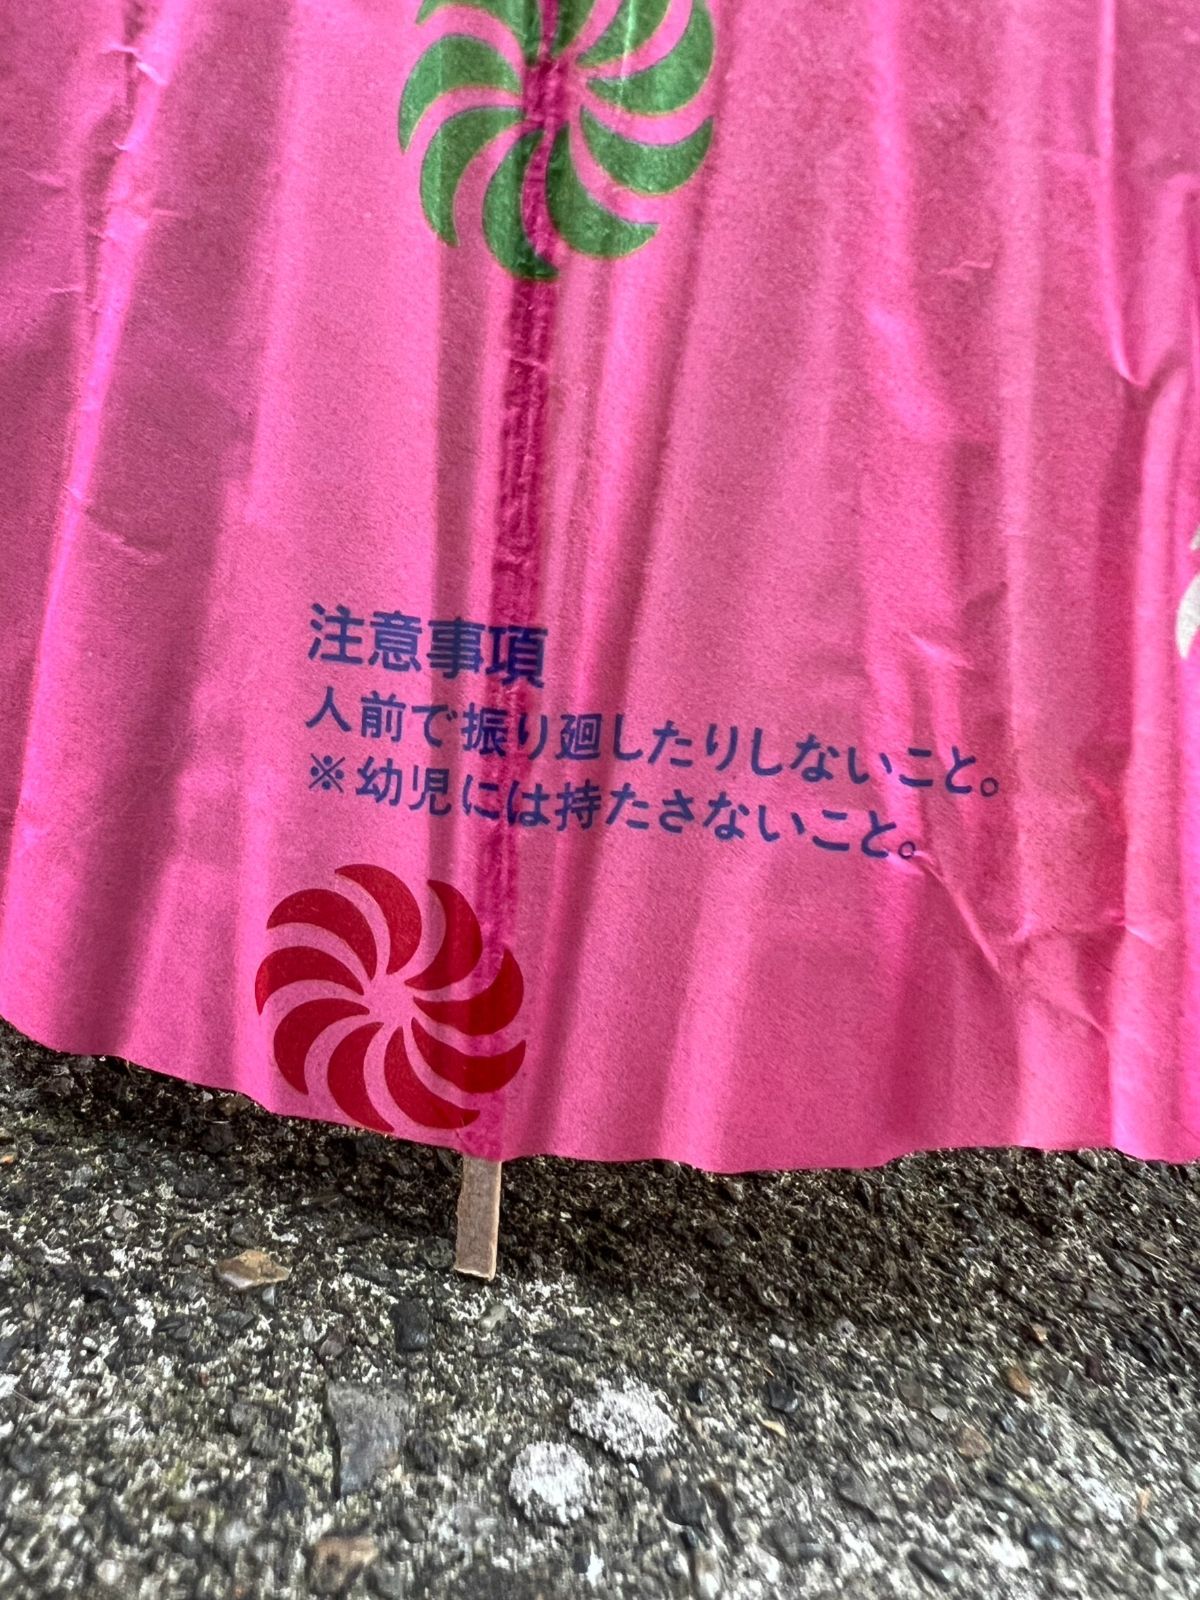 注意事項
人前で振り廻したりしないこと。
※幼児には持たさないこと。